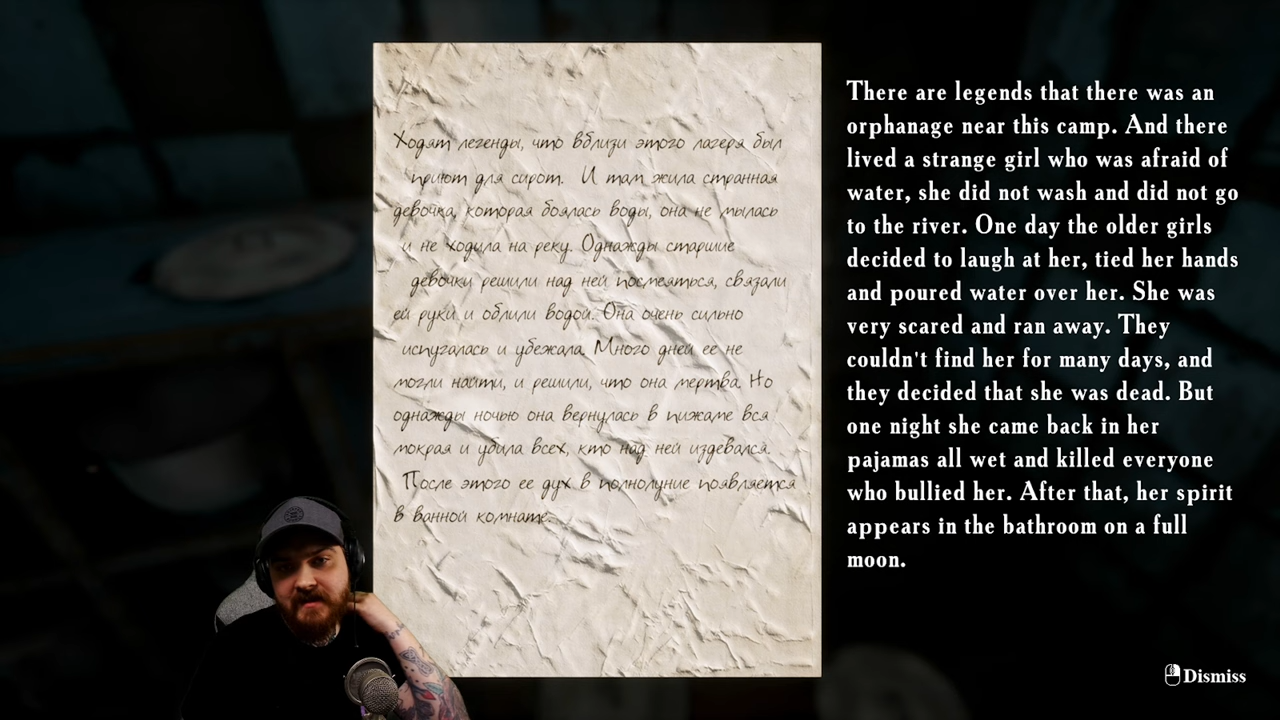 Ходят легенды, что вблизи этого лагеря был
приют для сирот. И там жила странная
девочка, которая боялась воды, она не мылась
и не ходила на реку. Однажды старшие
девочки решили над ней посмеяться, связали
ей руки и облили водой. Она очень сильно
испугалась и убежала. Много дней ее не
могли найти, и решили, что она мертва. Но
однажды ночью она вернулась в пижаме вся
мокрая и убила всех, кто над ней издевался.
После этого ее дух в полнолуние появляется
в ванной комнате.
There are legends that there was an
orphanage near this camp. And there
lived a strange girl who was afraid of
water, she did not wash and did not go
to the river. One day the older girls
decided to laugh at her, tied her hands
and poured water over her. She was
very scared and ran away. They
couldn't find her for many days, and
they decided that she was dead. But
one night she came back in her
pajamas all wet and killed everyone
who bullied her. After that, her spirit
appears in the bathroom on a full
moon.
Dismiss